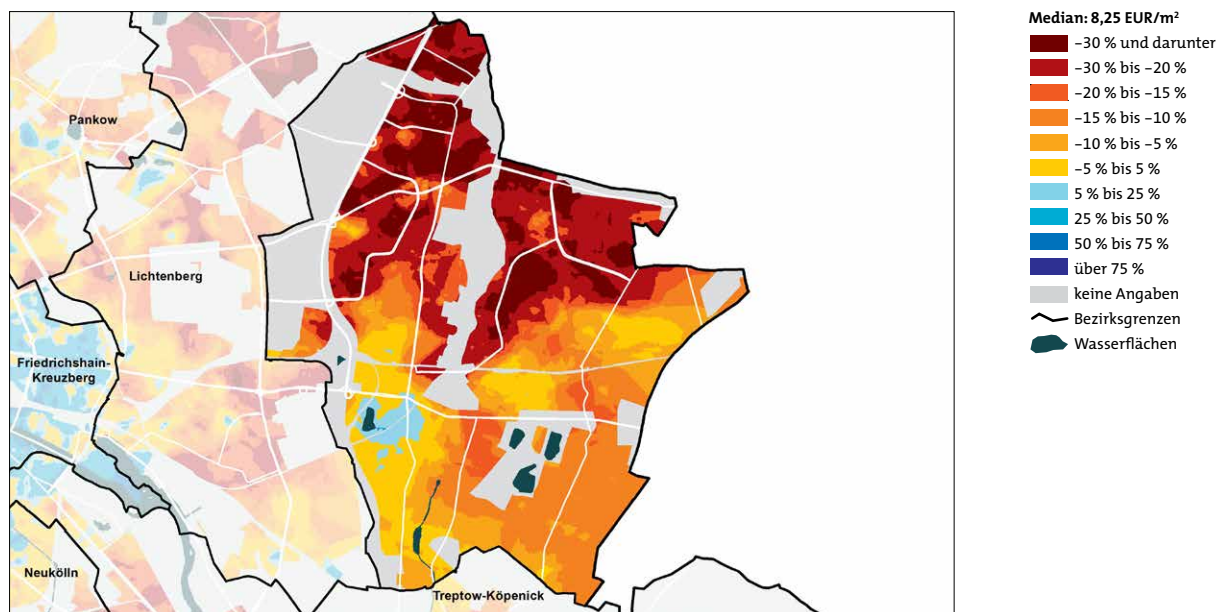 Pankow
Lichtenberg
Friedrichshain-
Kreuzberg
Neukölln
Treptow-Köpenick
Median: 8,25 EUR/m²
−30 % und darunter
−30 % bis −20 %
−20 % bis −15 %
−15 % bis −10 %
−10 % bis −5 %
−5 % bis 5 %
5 % bis 25 %
25 % bis 50 %
50 % bis 75 %
über 75 %
keine Angaben
Bezirksgrenzen
Wasserflächen